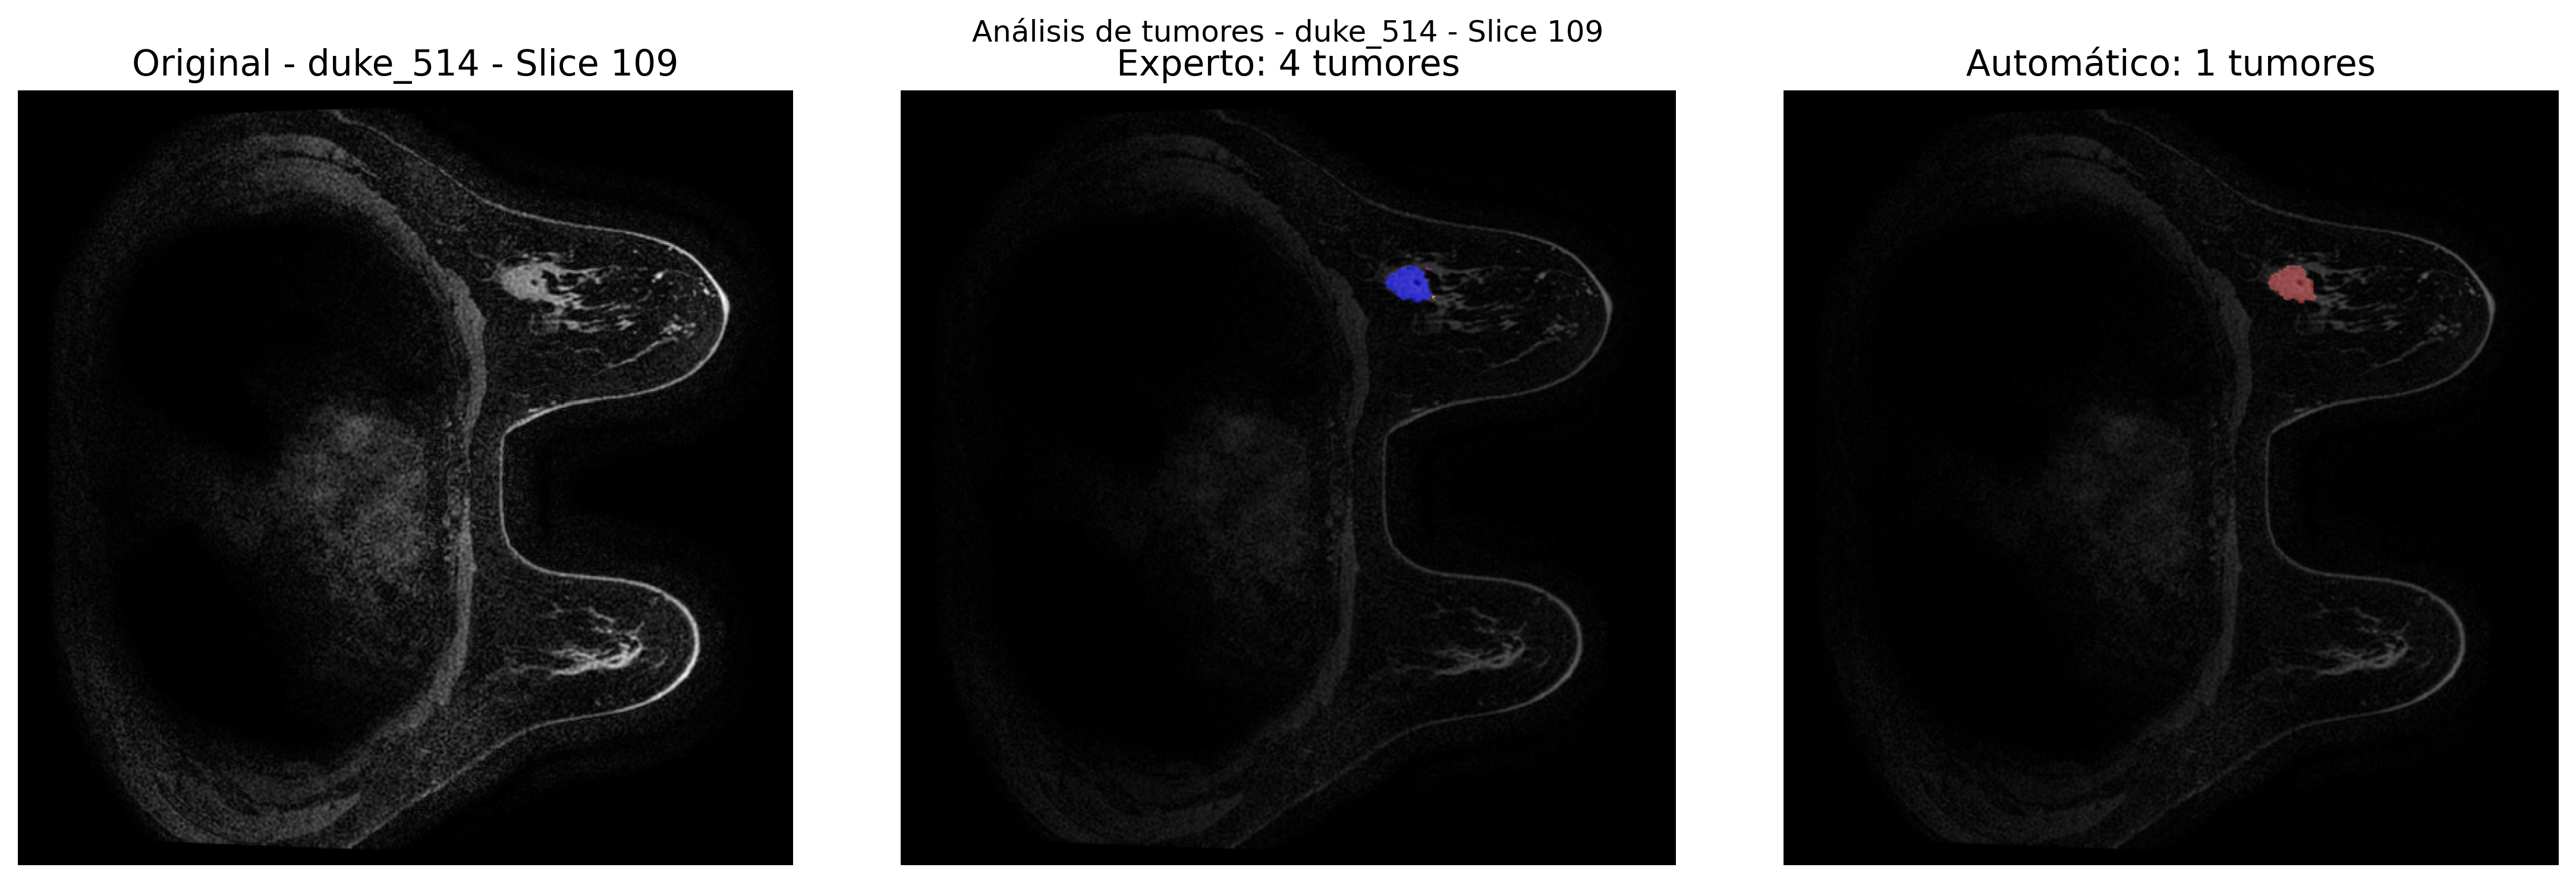 Análisis de tumores - duke_514 - Slice 109
Original - duke_514 - Slice 109
Experto: 4 tumores
Automático: 1 tumores